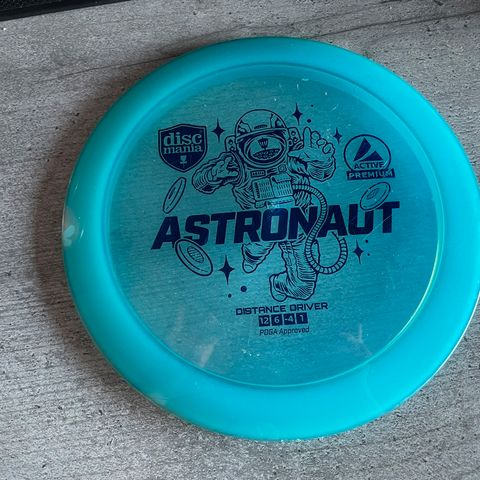 disc
mania
ACTIVE
PREMIUM
ASTRONAUT
DISTANCE DRIVER
12 6 -4 1
PDGA Approved